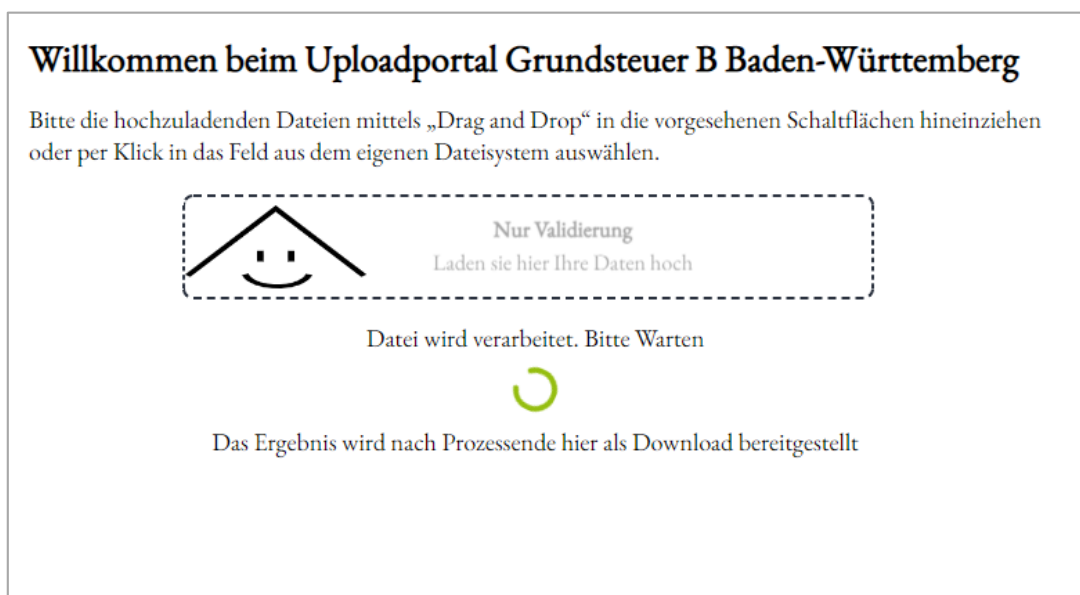 Willkommen beim Uploadportal Grundsteuer B Baden-Württemberg
Bitte die hochzuladenden Dateien mittels „Drag and Drop“ in die vorgesehenen Schaltflächen hineinziehen
oder per Klick in das Feld aus dem eigenen Dateisystem auswählen.
Nur Validierung
Laden sie hier Ihre Daten hoch
Datei wird verarbeitet. Bitte Warten
Das Ergebnis wird nach Prozessende hier als Download bereitgestellt